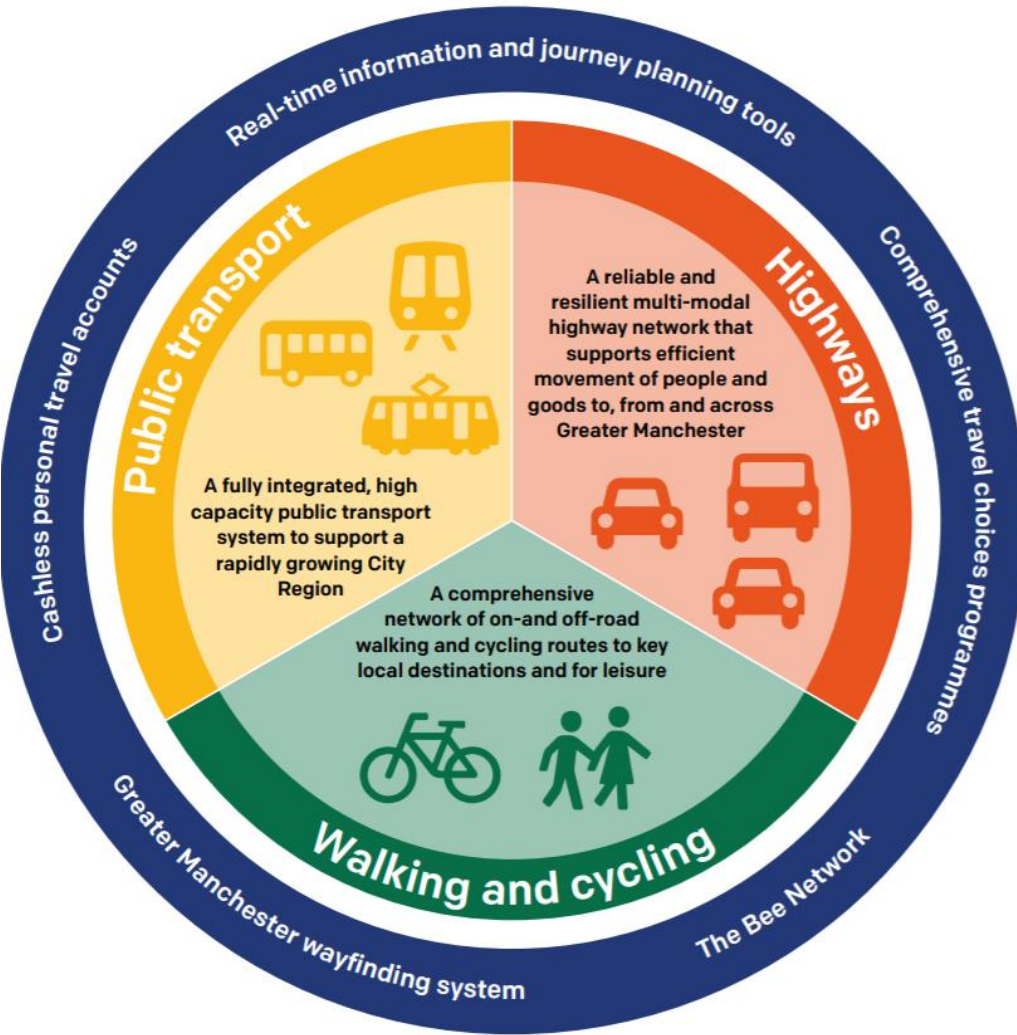 Real-time information and journey planning tools
Comprehensive travel choices programmes
The Bee Network
Greater Manchester wayfinding system
Cashless personal travel accounts
Public transport
A fully integrated, high
capacity public transport
system to support a
rapidly growing City
Region
Highways
A reliable and
resilient multi-modal
highway network that
supports efficient
movement of people and
goods to, from and across
Greater Manchester
A comprehensive
network of on-and off-road
walking and cycling routes to key
local destinations and for leisure
Walking and cycling